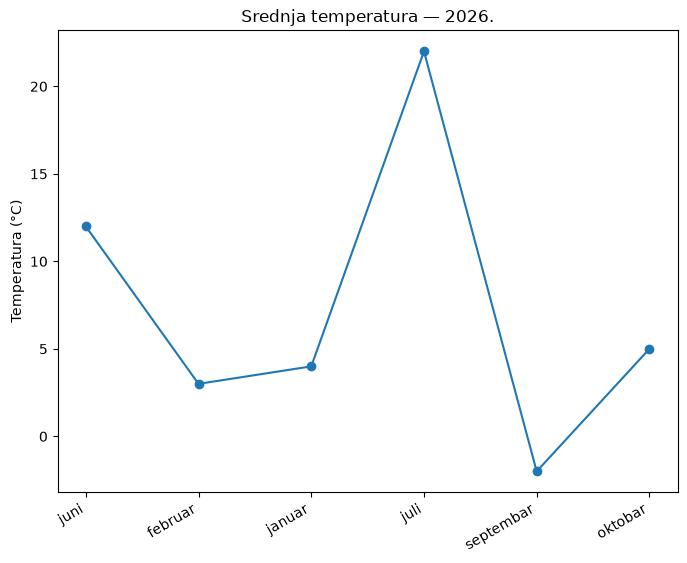 Srednja temperatura — 2026.
Temperatura (°C)
20
15
10
5
0
juni
februar
januar
juli
septembar
oktobar